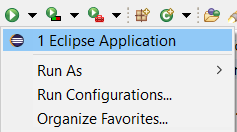 1 Eclipse Application
Run As
Run Configurations...
Organize Favorites...